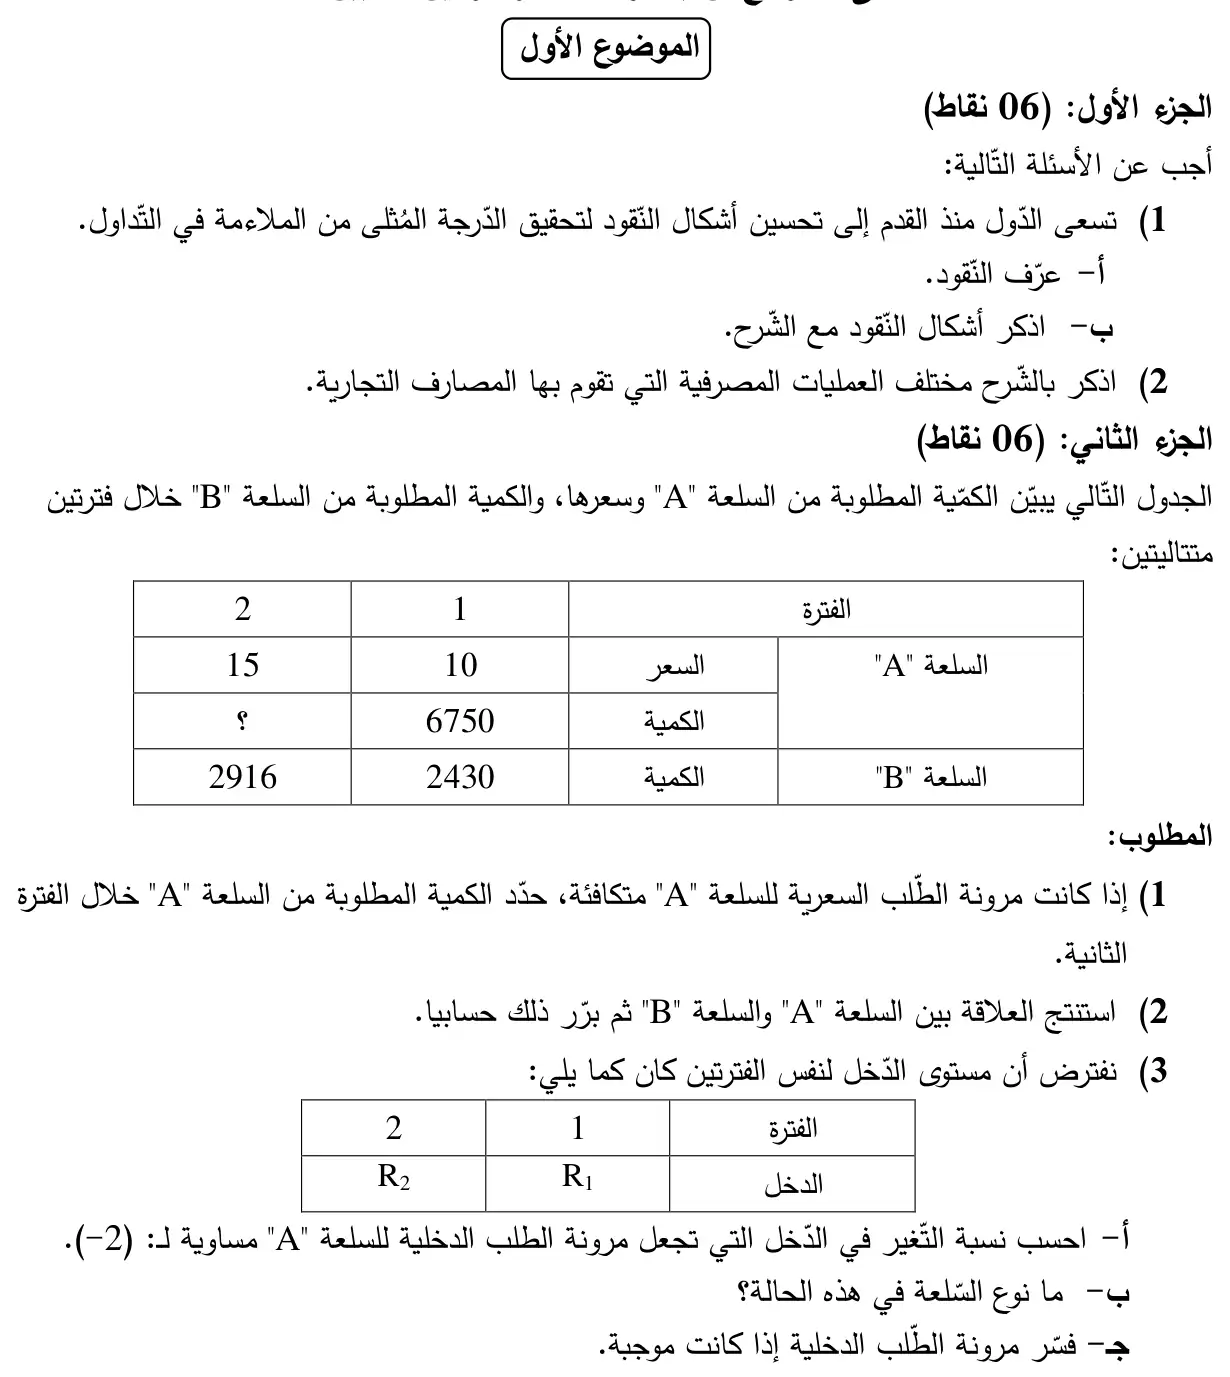 الموضوع الأول
الجزء الأول: (06 نقاط)
أجب عن الأسئلة التّالية:
1) تسعى الدّول منذ القدم إلى تحسين أشكال النّقود لتحقيق الدّرجة المُثلى من الملاءمة في التّداول.
أ- عرّف النّقود.
ب- اذكر أشكال النّقود مع الشّرح.
2) اذكر بالشّرح مختلف العمليات المصرفية التي تقوم بها المصارف التجارية.
الجزء الثاني: (06 نقاط)
الجدول التّالي يبيّن الكمّية المطلوبة من السلعة "A" وسعرها، والكمية المطلوبة من السلعة "B" خلال فترتين
متتاليتين:
الفترة 1 2
السلعة "A" السعر 10 15
الكمية 6750 ؟
السلعة "B" الكمية 2430 2916
المطلوب:
1) إذا كانت مرونة الطّلب السعرية للسلعة "A" متكافئة، حدّد الكمية المطلوبة من السلعة "A" خلال الفترة
الثانية.
2) استنتج العلاقة بين السلعة "A" والسلعة "B" ثم برّر ذلك حسابيا.
3) نفترض أن مستوى الدّخل لنفس الفترتين كان كما يلي:
الفترة 1 2
الدخل R₁ R₂
أ- احسب نسبة التّغير في الدّخل التي تجعل مرونة الطلب الدخلية للسلعة "A" مساوية لـ: (2-).
ب- ما نوع السّلعة في هذه الحالة؟
جـ- فسّر مرونة الطّلب الدخلية إذا كانت موجبة.